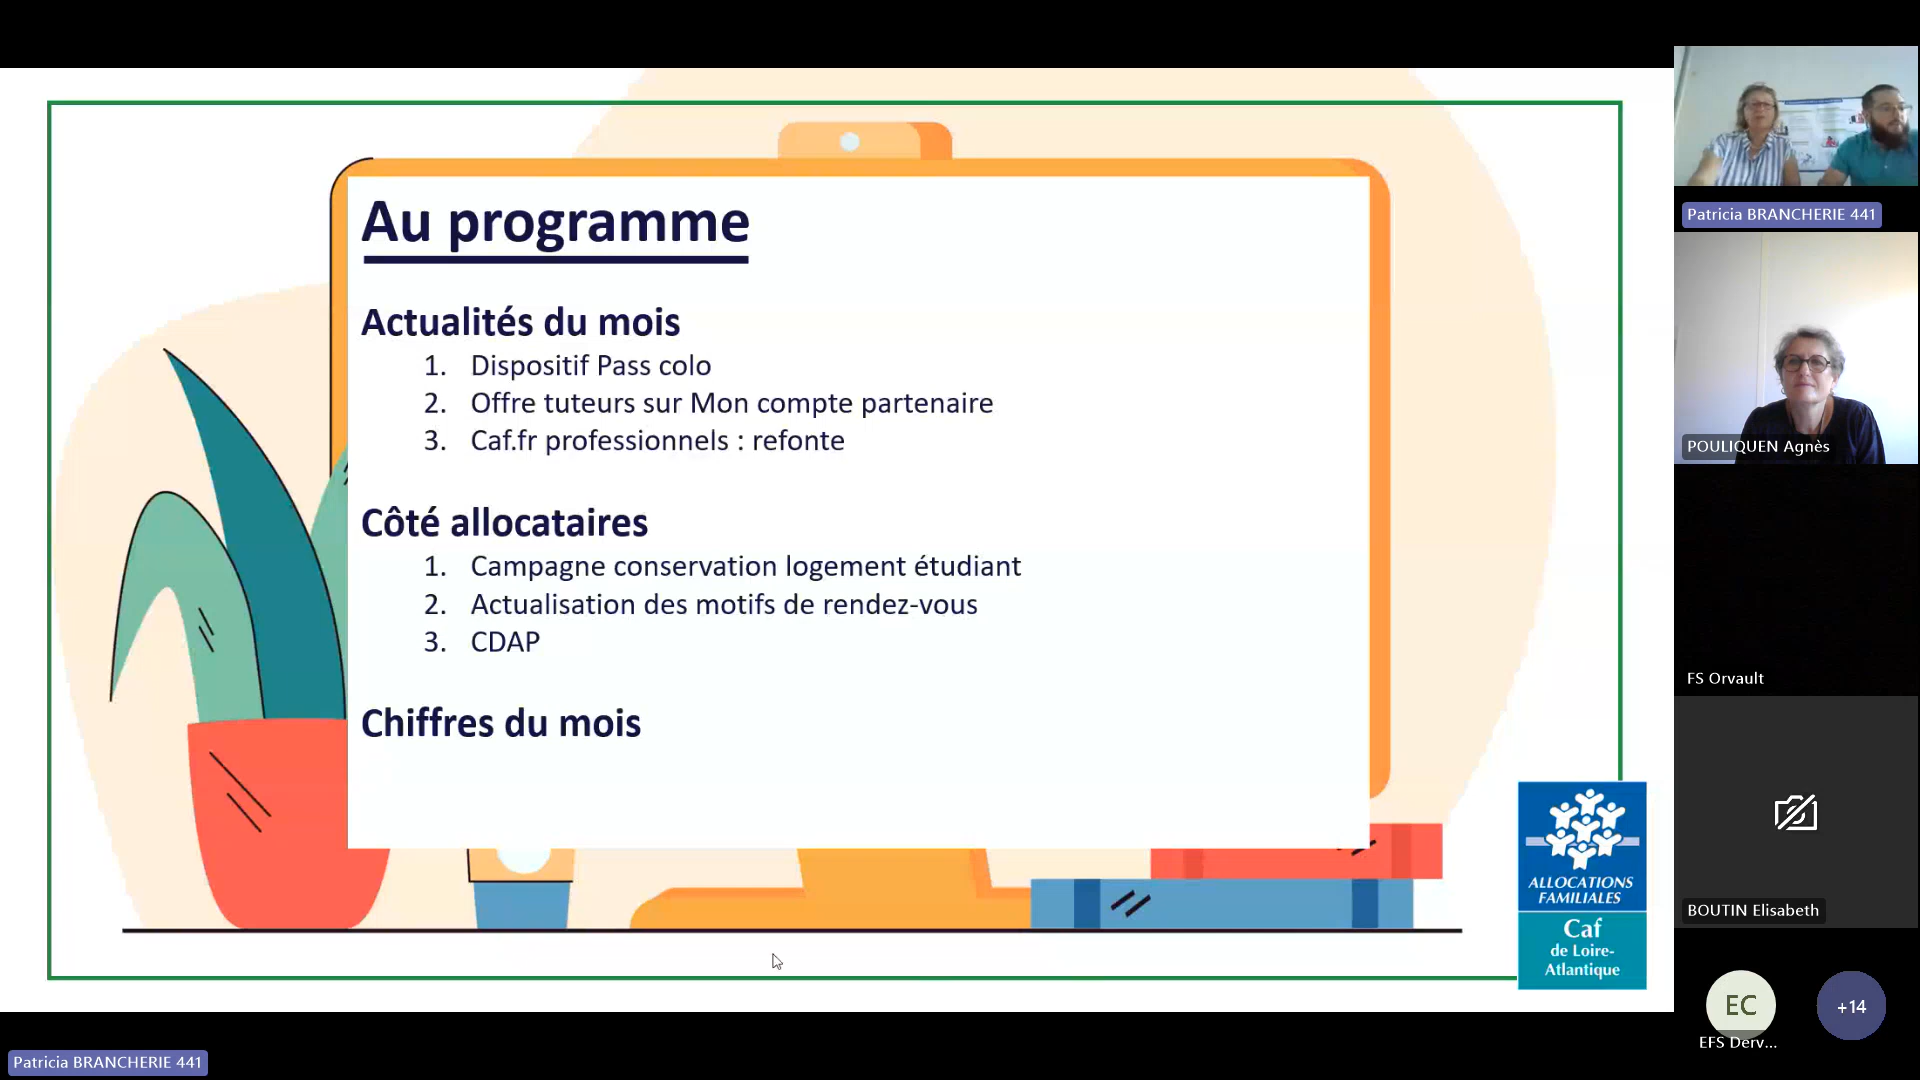 Au programme
Actualités du mois
1. Dispositif Pass colo
2. Offre tuteurs sur Mon compte partenaire
3. Caf.fr professionnels : refonte
Côté allocataires
1. Campagne conservation logement étudiant
2. Actualisation des motifs de rendez-vous
3. CDAP
Chiffres du mois
ALLOCATIONS
FAMILIALES
Caf
de Loire-
Atlantique
Patricia BRANCHERIE 441
POULIQUEN Agnès
FS Orvault
BOUTIN Elisabeth
EC
EFS Derv...
+14
Patricia BRANCHERIE 441